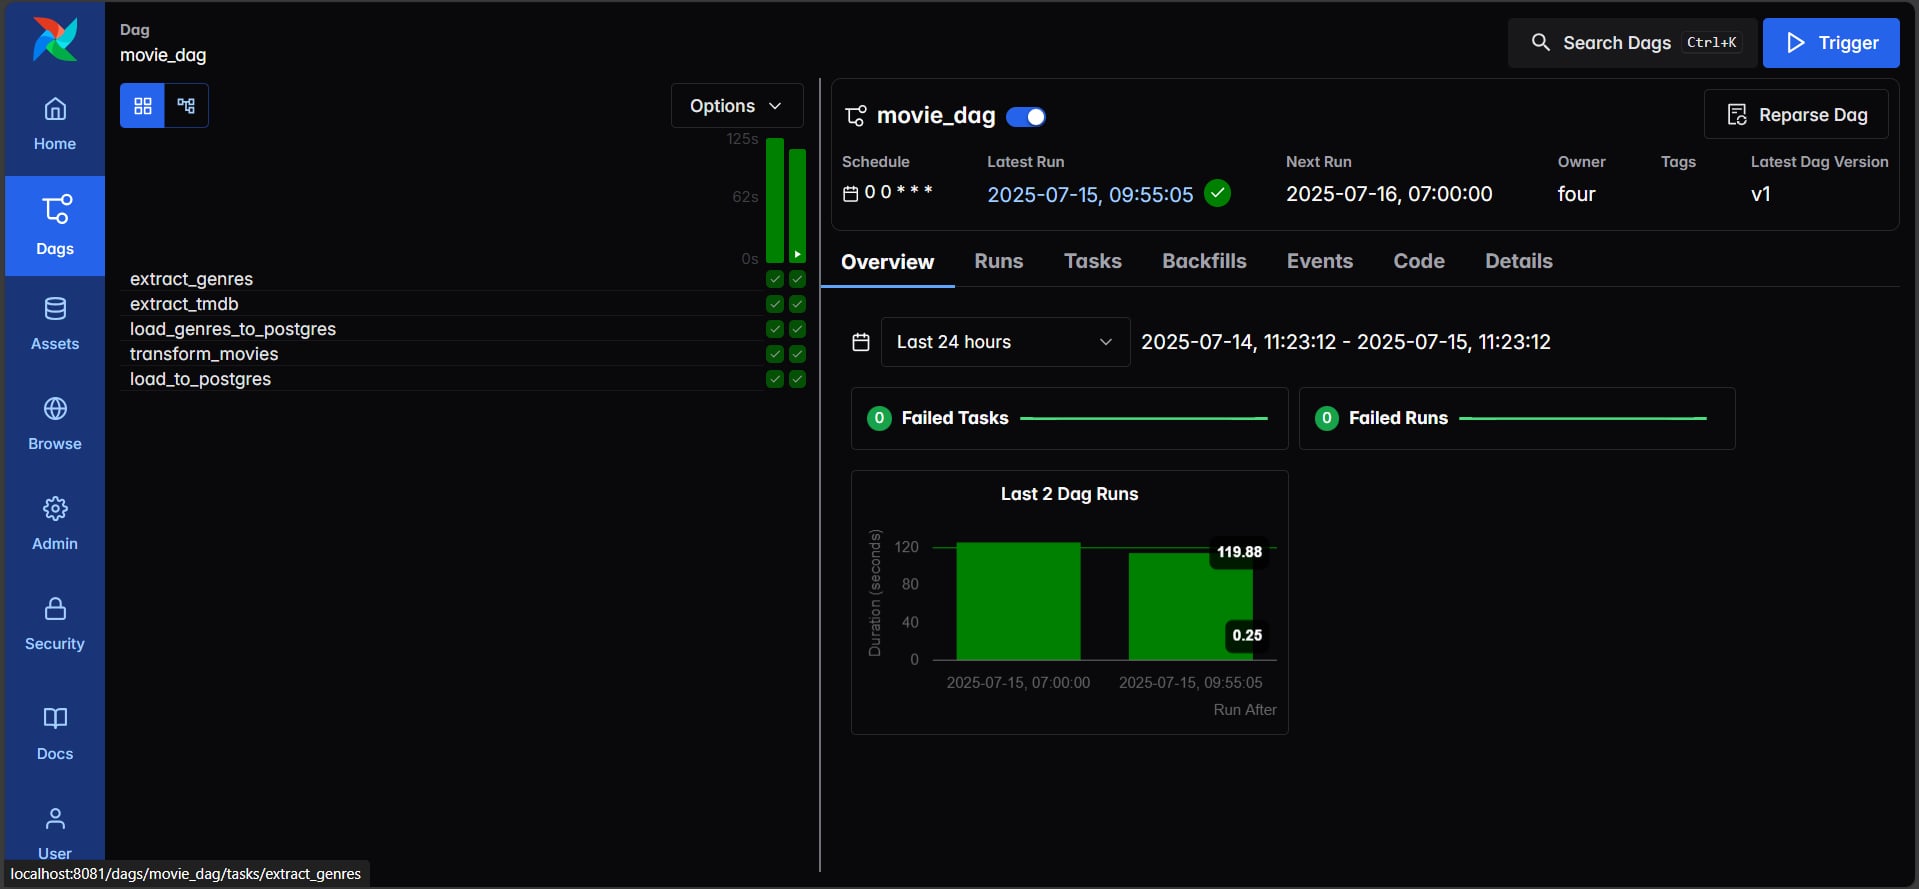 Dag
movie_dag
Search Dags Ctrl+K
Trigger
Home
Dags
Assets
Browse
Admin
Security
Docs
User
Options
125s
62s
0s
extract_genres
extract_tmdb
load_genres_to_postgres
transform_movies
load_to_postgres
movie_dag
Reparse Dag
Schedule Latest Run Next Run Owner Tags Latest Dag Version
0 0 * * * 2025-07-15, 09:55:05 2025-07-16, 07:00:00 four v1
Overview Runs Tasks Backfills Events Code Details
Last 24 hours 2025-07-14, 11:23:12 - 2025-07-15, 11:23:12
0 Failed Tasks
0 Failed Runs
Last 2 Dag Runs
Duration (seconds)
120
80
40
0
119.88
0.25
2025-07-15, 07:00:00 2025-07-15, 09:55:05
Run After
localhost:8081/dags/movie_dag/tasks/extract_genres